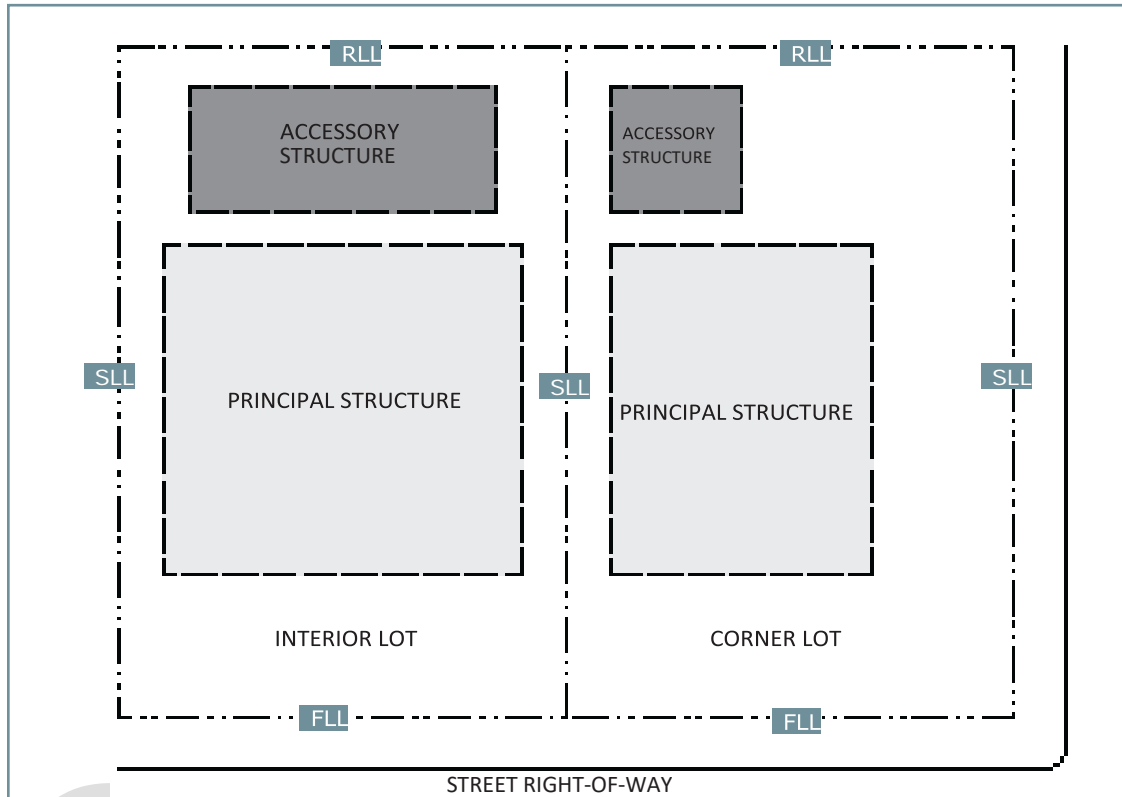 RLL
RLL
ACCESSORY
STRUCTURE
ACCESSORY
STRUCTURE
SLL
SLL
SLL
PRINCIPAL STRUCTURE
PRINCIPAL STRUCTURE
INTERIOR LOT
CORNER LOT
FLL
FLL
STREET RIGHT-OF-WAY